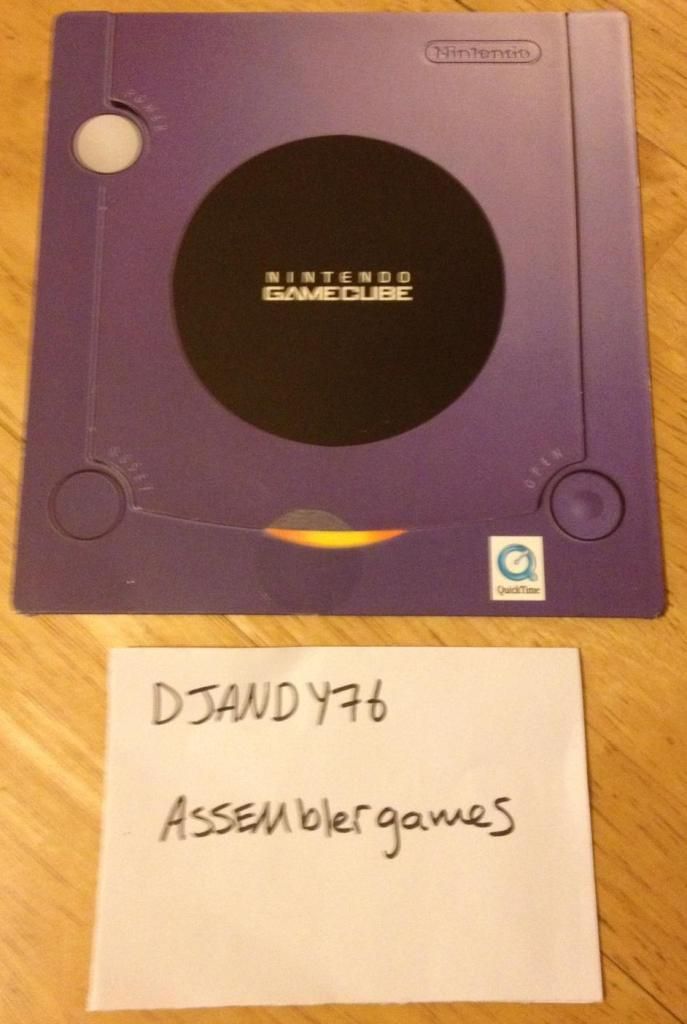 Nintendo
POWER
NINTENDO
GAMECUBE
RESET
OPEN
QuickTime
DJANDY76
ASSEMblergames